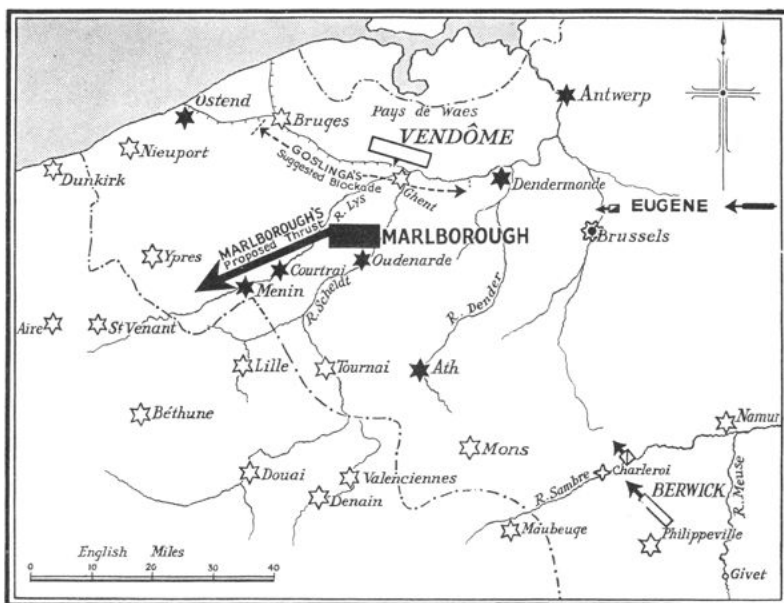 Ostend
Bruges
Pays de Waes
Antwerp
Nieuport
VENDÔME
Dunkirk
GOSLINGA'S
Suggested Blockade
Ghent
Dendermonde
R. Lys
EUGÈNE
MARLBOROUGH'S
Proposed Thrust
MARLBOROUGH
Brussels
Ypres
Courtrai
Oudenarde
Menin
R. Scheldt
R. Dender
Aire
St Venant
Lille
Tournai
Ath
Béthune
Namur
Mons
Charleroi
Douai
Valenciennes
R. Sambre
BERWICK
R. Meuse
Denain
Maubeuge
Philippeville
English Miles
Givet
0 10 20 30 40